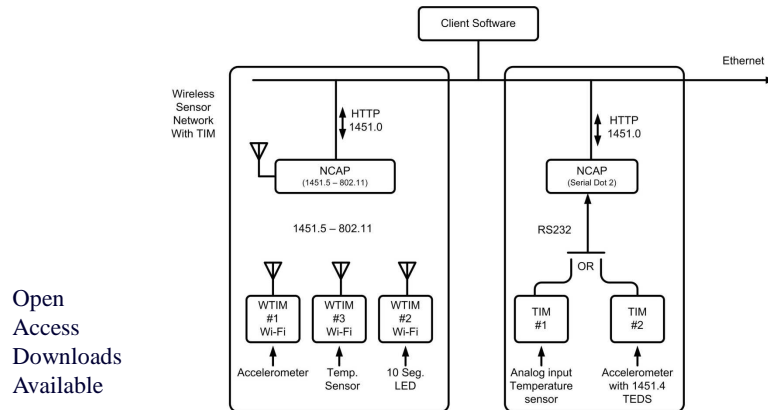 Client Software
Ethernet
Wireless
Sensor
Network
With TIM
HTTP
1451.0
NCAP
(1451.5 – 802.11)
1451.5 – 802.11
WTIM
#1
Wi-Fi
WTIM
#3
Wi-Fi
WTIM
#2
Wi-Fi
Accelerometer
Temp.
Sensor
10 Seg.
LED
HTTP
1451.0
NCAP
(Serial Dot 2)
RS232
OR
TIM
#1
TIM
#2
Analog input
Temperature
sensor
Accelerometer
with 1451.4
TEDS
Open
Access
Downloads
Available